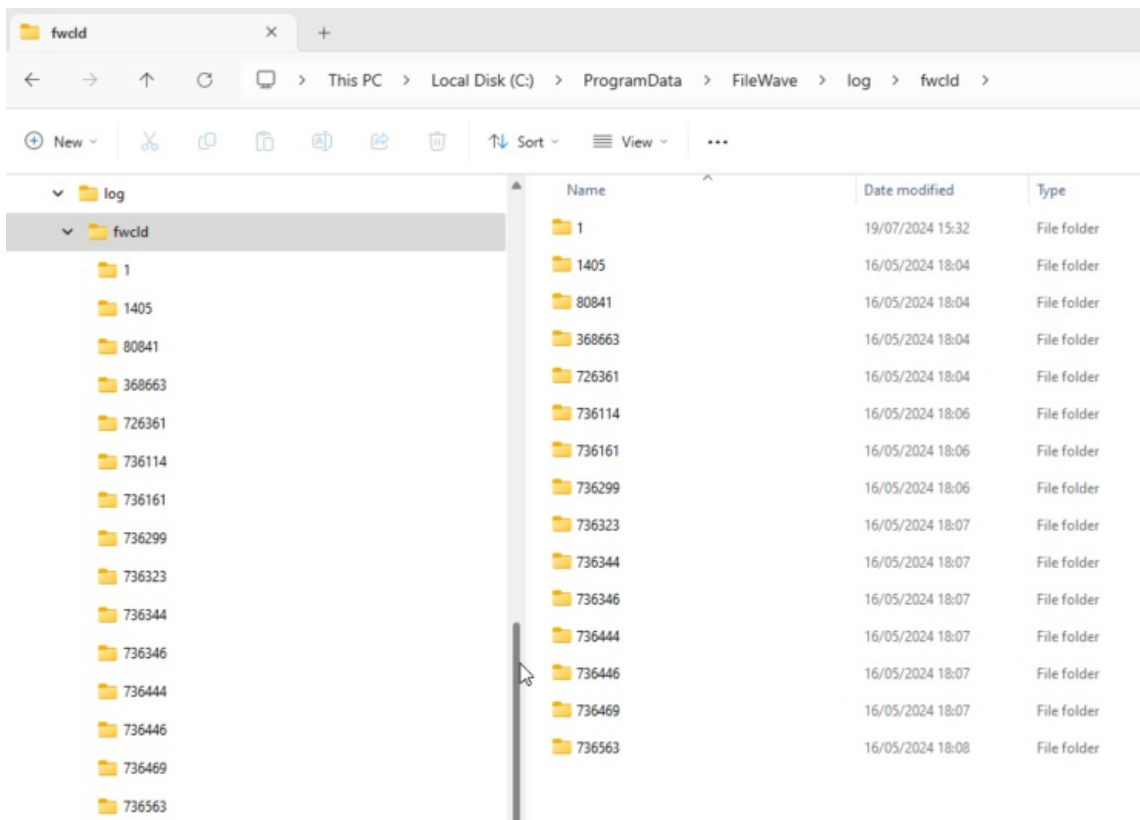 fwcld
This PC > Local Disk (C:) > ProgramData > FileWave > log > fwcld >
New Sort View ...
log
fwcld
1
1405
80841
368663
726361
736114
736161
736299
736323
736344
736346
736444
736446
736469
736563
Name Date modified Type
1 19/07/2024 15:32 File folder
1405 16/05/2024 18:04 File folder
80841 16/05/2024 18:04 File folder
368663 16/05/2024 18:04 File folder
726361 16/05/2024 18:04 File folder
736114 16/05/2024 18:06 File folder
736161 16/05/2024 18:06 File folder
736299 16/05/2024 18:06 File folder
736323 16/05/2024 18:07 File folder
736344 16/05/2024 18:07 File folder
736346 16/05/2024 18:07 File folder
736444 16/05/2024 18:07 File folder
736446 16/05/2024 18:07 File folder
736469 16/05/2024 18:07 File folder
736563 16/05/2024 18:08 File folder